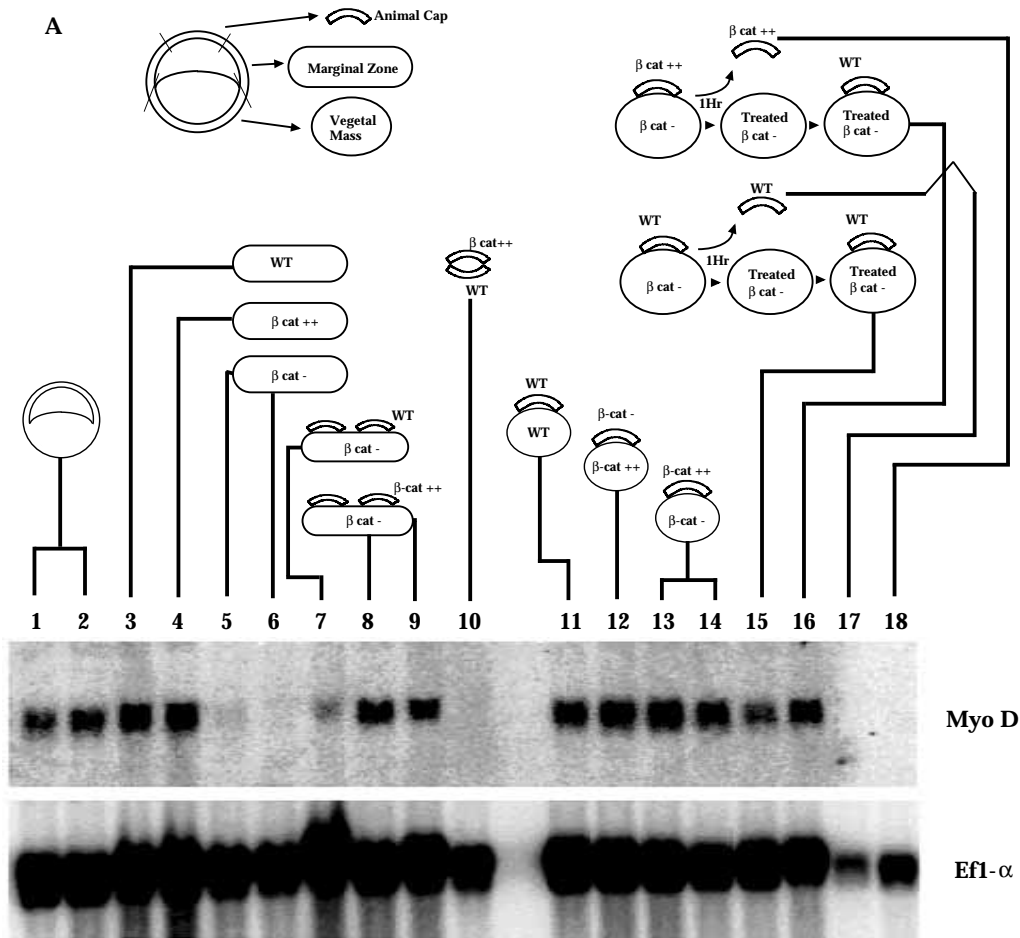 A
Animal Cap
Marginal Zone
Vegetal
Mass
β cat ++
β cat ++
WT
1Hr
β cat -
Treated
β cat -
Treated
β cat -
WT
WT
WT
1Hr
β cat -
Treated
β cat -
Treated
β cat -
WT
β cat ++
β cat -
β cat++
WT
WT
β cat -
β-cat ++
β cat -
WT
WT
β-cat -
β-cat ++
β-cat ++
β-cat -
1 2 3 4 5 6 7 8 9 10 11 12 13 14 15 16 17 18
Myo D
Ef1-α